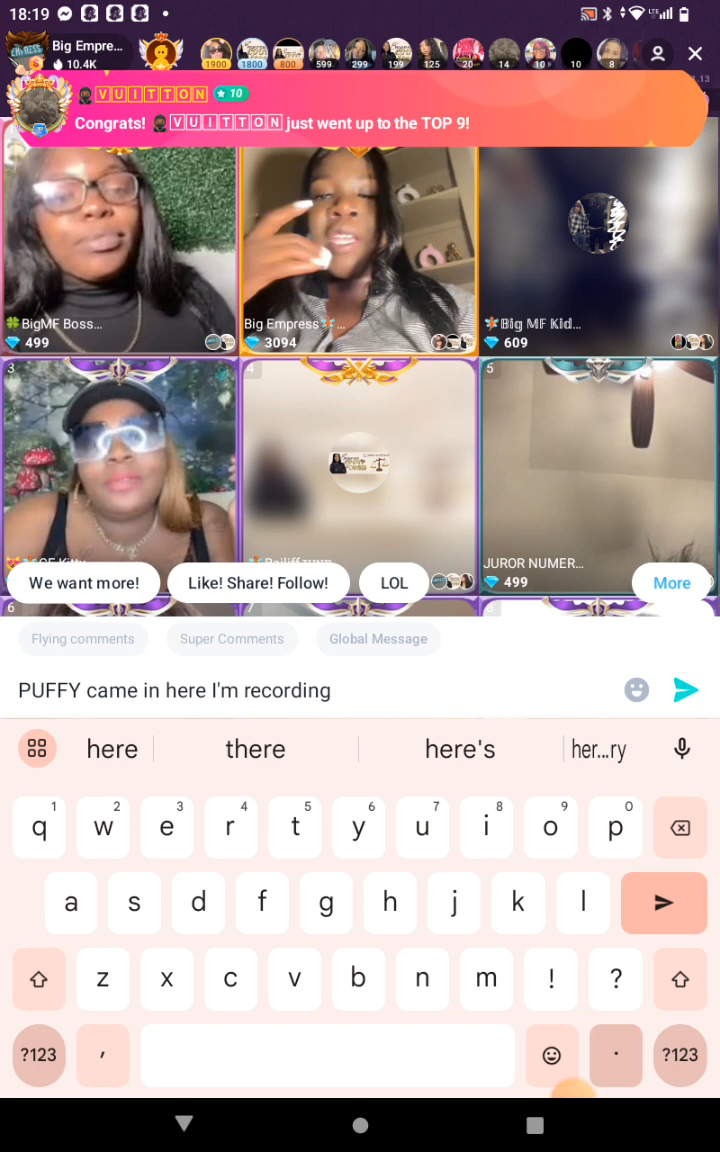 18:19
LTE
EMPRESS
Big Empre...
10.4K
1900
1800
800
599
299
199
125
20
14
10
10
8
🥷🏿🅅🅄🄸🅃🅃🄾🄽
10
Congrats! 🥷🏿🅅🅄🄸🅃🅃🄾🄽 just went up to the TOP 9!
🍀BigMF Boss...
499
Big Empress🧚...
3094
🧚𝔹𝕚𝕘 𝕄𝔽 𝕂𝕚𝕕...
609
3
4
5
JUROR NUMER...
499
We want more!
Like! Share! Follow!
LOL
More
6
7
8
Flying comments
Super Comments
Global Message
PUFFY came in here I'm recording
here
there
here's
her...ry
q 1
w 2
e 3
r 4
t 5
y 6
u 7
i 8
o 9
p 0
a s d f g h j k l
z x c v b n m ! ?
?123
,
.
?123